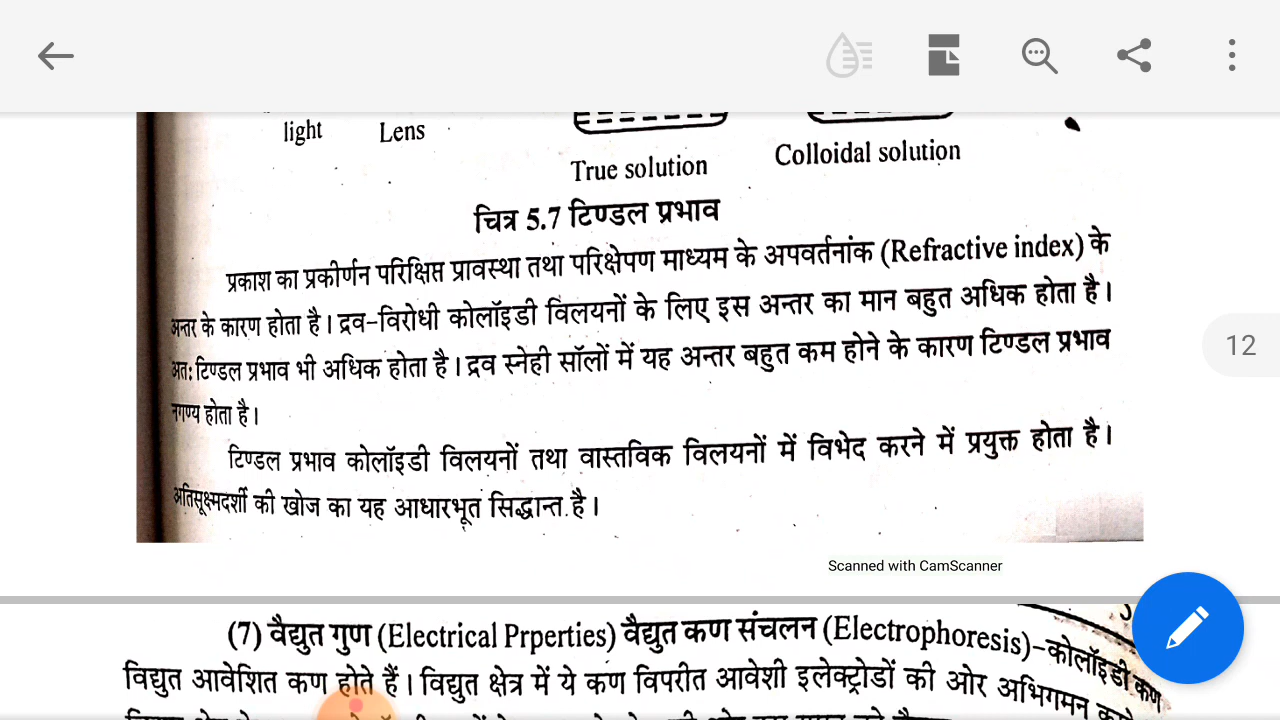 light Lens
True solution
Colloidal solution
चित्र 5.7 टिण्डल प्रभाव
प्रकाश का प्रकीर्णन परिक्षिप्त प्रावस्था तथा परिक्षेपण माध्यम के अपवर्तनांक (Refractive index) के
अन्तर के कारण होता है। द्रव-विरोधी कोलॉइडी विलयनों के लिए इस अन्तर का मान बहुत अधिक होता है।
अतः टिण्डल प्रभाव भी अधिक होता है। द्रव स्नेही सॉलों में यह अन्तर बहुत कम होने के कारण टिण्डल प्रभाव
नगण्य होता है।
टिण्डल प्रभाव कोलॉइडी विलयनों तथा वास्तविक विलयनों में विभेद करने में प्रयुक्त होता है।
अतिसूक्ष्मदर्शी की खोज का यह आधारभूत सिद्धान्त है।
12
Scanned with CamScanner
(7) वैद्युत गुण (Electrical Prperties) वैद्युत कण संचलन (Electrophoresis)-कोलॉइडी कण
विद्युत आवेशित कण होते हैं। विद्युत क्षेत्र में ये कण विपरीत आवेशी इलेक्ट्रोडों की ओर अभिगमन